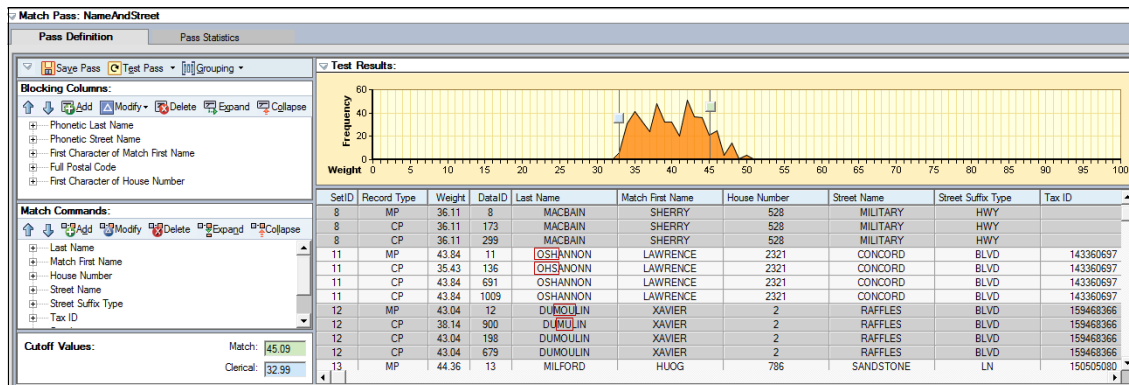 Match Pass: NameAndStreet
Pass Definition Pass Statistics
Save Pass Test Pass Grouping
Blocking Columns:
Add Modify Delete Expand Collapse
Phonetic Last Name
Phonetic Street Name
First Character of Match First Name
Full Postal Code
First Character of House Number
Match Commands:
Add Modify Delete Expand Collapse
Last Name
Match First Name
House Number
Street Name
Street Suffix Type
Tax ID
Cutoff Values: Match: 45.09
Clerical: 32.99
Test Results:
Frequency
60
40
20
0
Weight 0 5 10 15 20 25 30 35 40 45 50 55 60 65 70 75 80 85 90 95 100
SetID Record Type Weight DataID Last Name Match First Name House Number Street Name Street Suffix Type Tax ID
8 MP 36.11 8 MACBAIN SHERRY 528 MILITARY HWY
8 CP 36.11 173 MACBAIN SHERRY 528 MILITARY HWY
8 CP 36.11 299 MACBAIN SHERRY 528 MILITARY HWY
11 MP 43.84 11 OSHANNON LAWRENCE 2321 CONCORD BLVD 143360697
11 CP 35.43 136 OHSANONN LAWRENCE 2321 CONCORD BLVD 143360697
11 CP 43.84 691 OSHANNON LAWRENCE 2321 CONCORD BLVD 143360697
11 CP 43.84 1009 OSHANNON LAWRENCE 2321 CONCORD BLVD 143360697
12 MP 43.04 12 DUMOULIN XAVIER 2 RAFFLES BLVD 159468366
12 CP 38.14 900 DUMULIN XAVIER 2 RAFFLES BLVD 159468366
12 CP 43.04 198 DUMOULIN XAVIER 2 RAFFLES BLVD 159468366
12 CP 43.04 679 DUMOULIN XAVIER 2 RAFFLES BLVD 159468366
13 MP 44.36 13 MILFORD HUOG 786 SANDSTONE LN 150505080